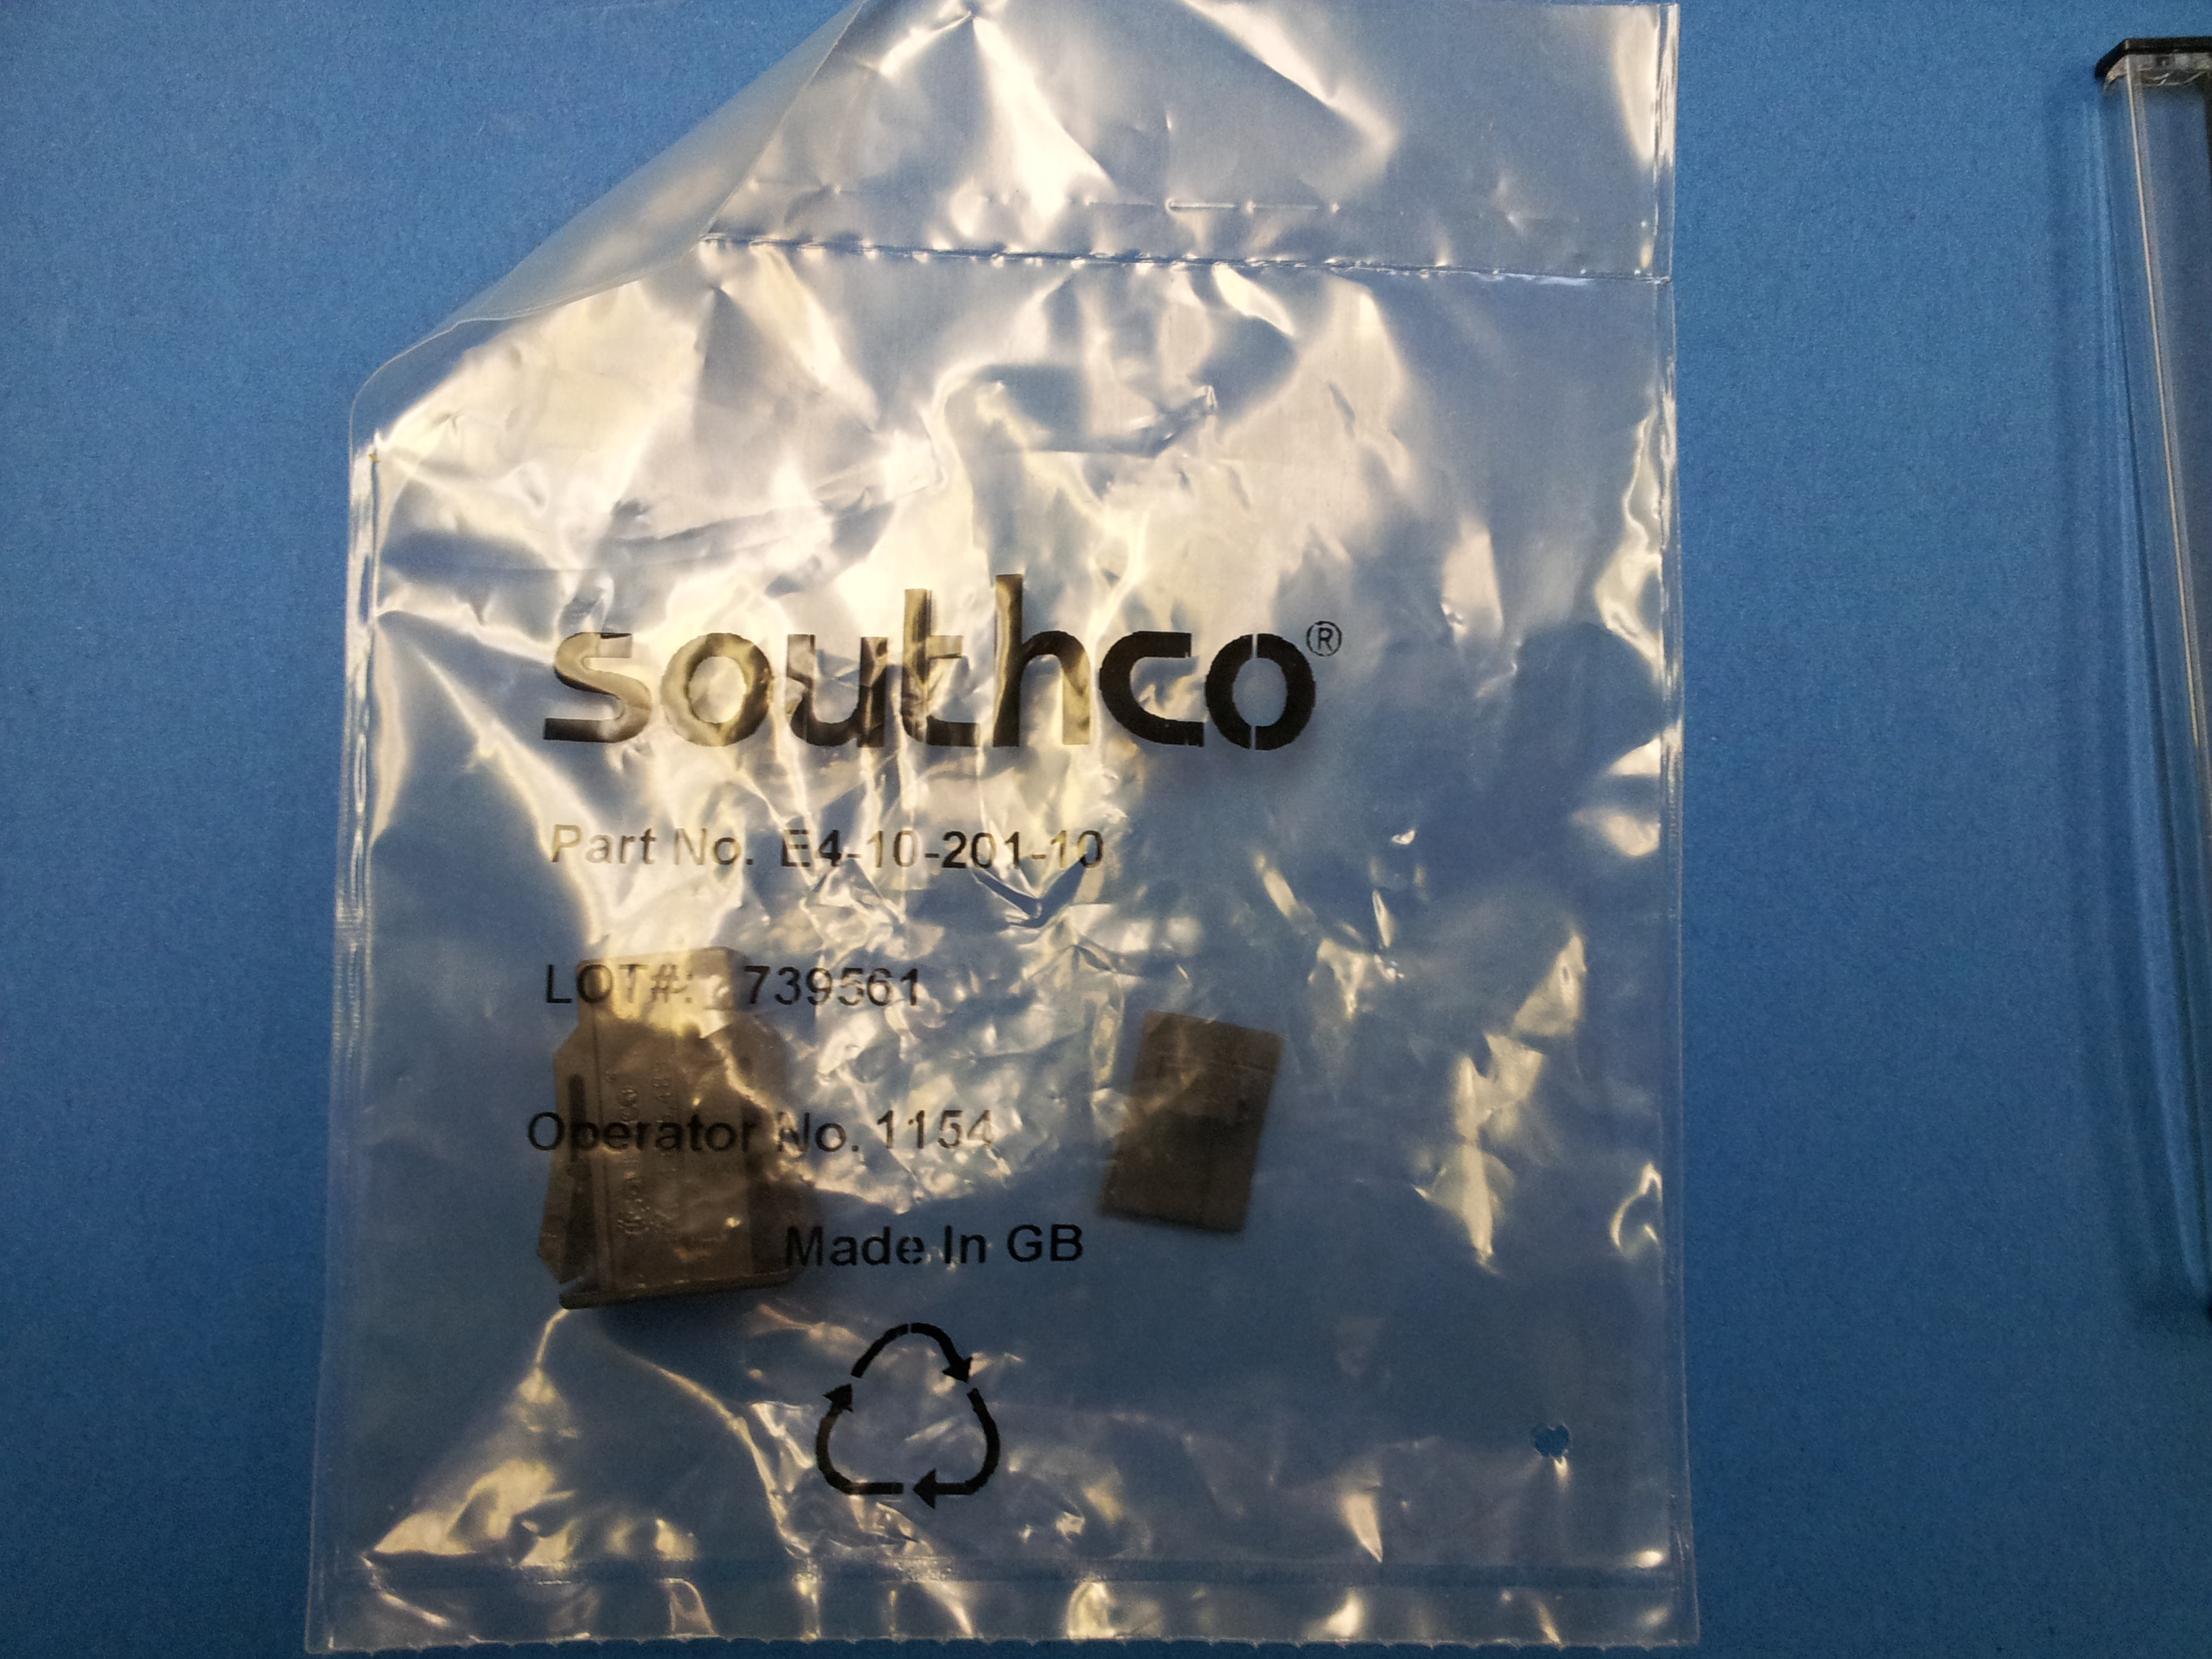 southco®
Part No. E4-10-201-10
LOT#: 739561
Operator No. 1154
Made In GB